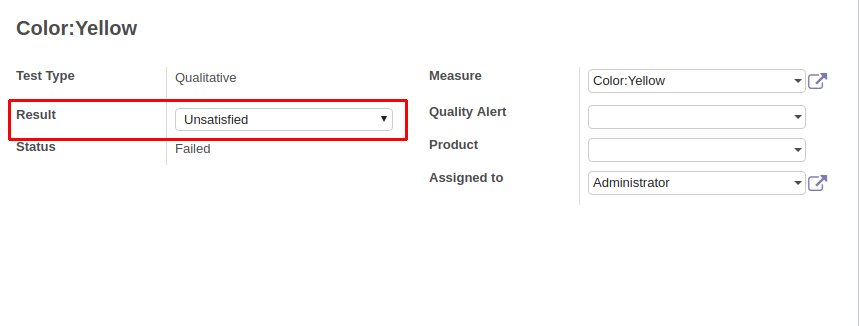 Color:Yellow
Test Type
Qualitative
Result
Unsatisfied
Status
Failed
Measure
Color:Yellow
Quality Alert
Product
Assigned to
Administrator